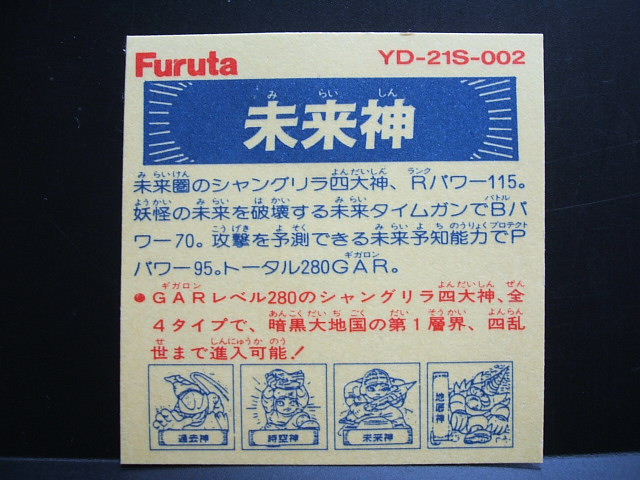 Furuta
YD-21S-002
み らい しん
未来神
み らいけん よんだいしん ランク
未来圏のシャングリラ四大神、Rパワー115。
ようかい み らい は かい み らい バトル
妖怪の未来を破壊する未来タイムガンでBパ
こうげき よ そく み らい よ ち のうりょく プロテクト
ワー70。攻撃を予測できる未来予知能力でP
ギガロン
パワー95。トータル280GAR。
ギガロン よんだいしん ぜん
●GARレベル280のシャングリラ四大神、全
あんこくだい ぢ ごく だい そうかい よんらん
4タイプで、暗黒大地国の第1層界、四乱
せ しんにゅうか のう
世まで進入可能!
過去神
時空神
未来神
地勢神